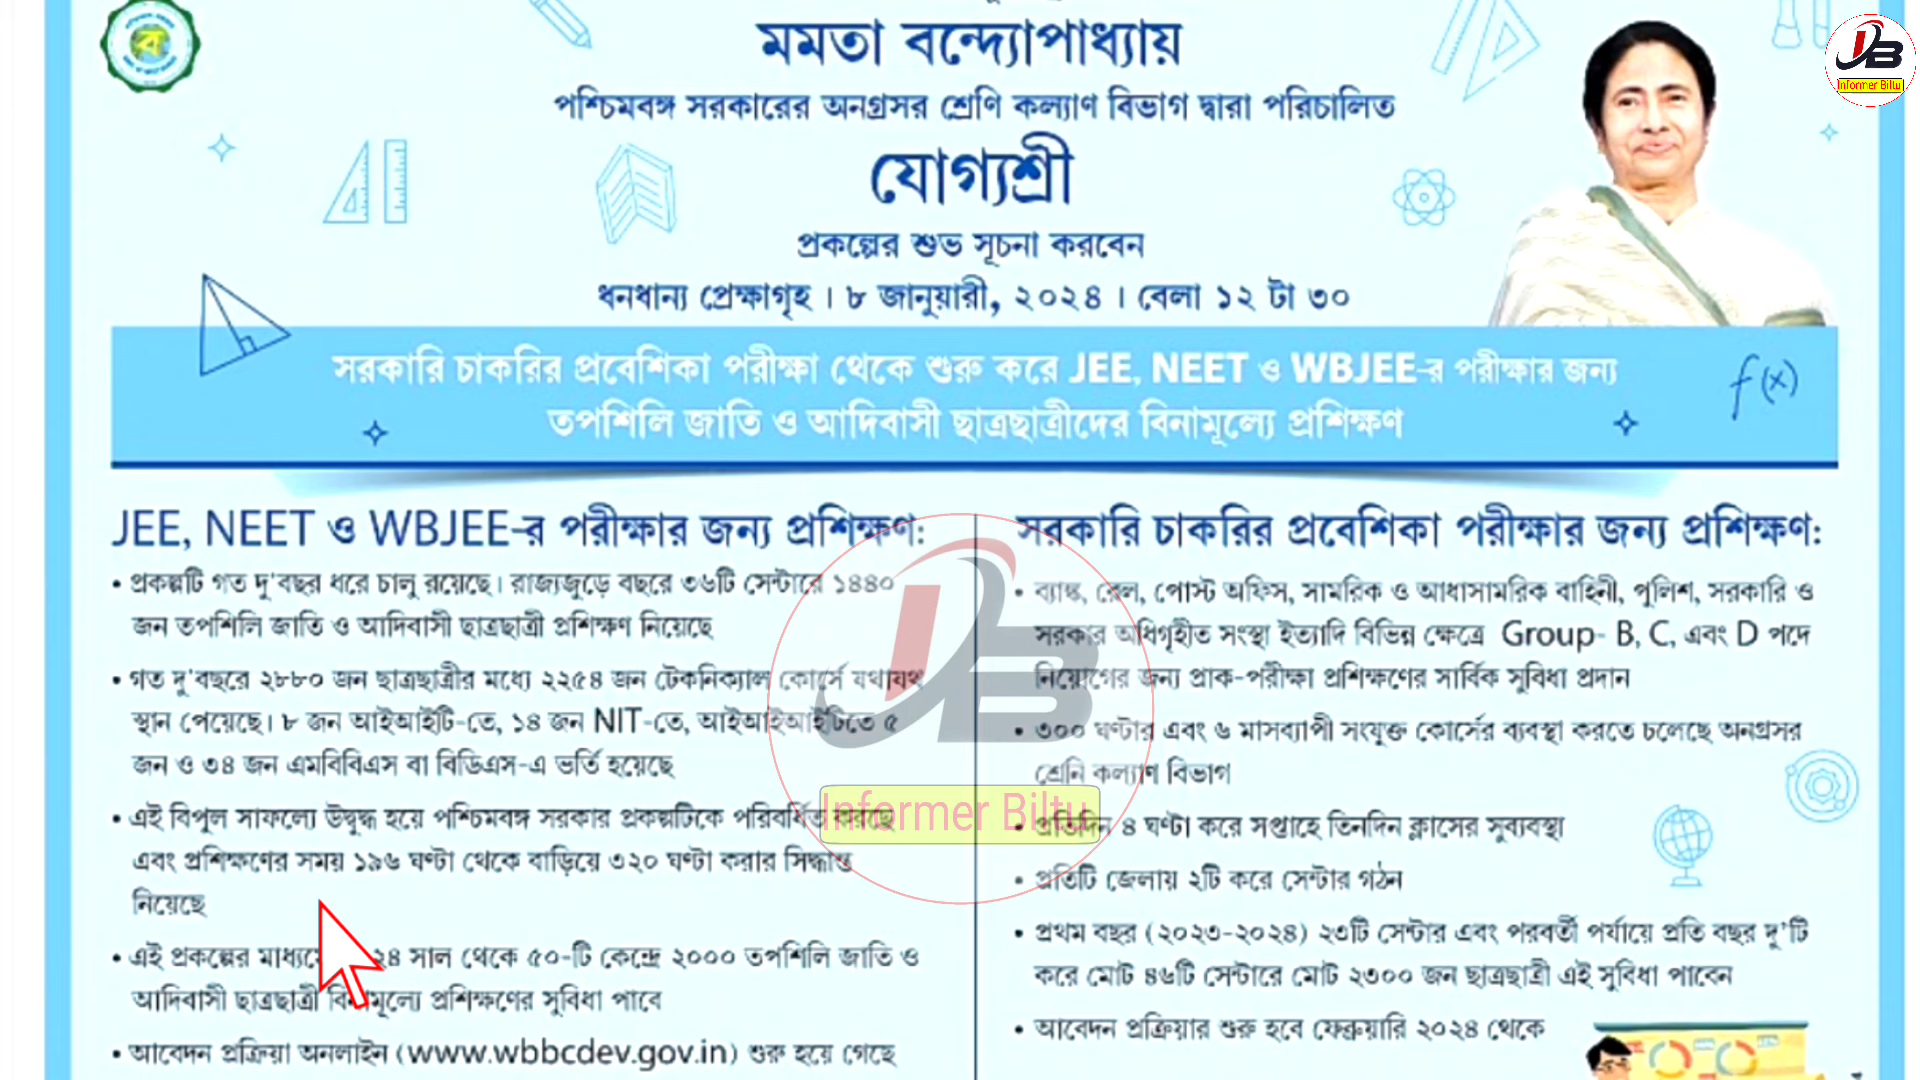 মমতা বন্দ্যোপাধ্যায়
পশ্চিমবঙ্গ সরকারের অনগ্রসর শ্রেণি কল্যাণ বিভাগ দ্বারা পরিচালিত
যোগ্যশ্রী
প্রকল্পের শুভ সূচনা করবেন
ধনধান্য প্রেক্ষাগৃহ । ৮ জানুয়ারী, ২০২৪ । বেলা ১২ টা ৩০
JB
Informer Biltu
সরকারি চাকরির প্রবেশিকা পরীক্ষা থেকে শুরু করে JEE, NEET ও WBJEE-র পরীক্ষার জন্য
তপশিলি জাতি ও আদিবাসী ছাত্রছাত্রীদের বিনামূল্যে প্রশিক্ষণ
f(x)
JEE, NEET ও WBJEE-র পরীক্ষার জন্য প্রশিক্ষণ:
• প্রকল্পটি গত দু'বছর ধরে চালু রয়েছে। রাজ্যজুড়ে বছরে ৩৬টি সেন্টারে ১৪৪০
জন তপশিলি জাতি ও আদিবাসী ছাত্রছাত্রী প্রশিক্ষণ নিয়েছে
• গত দু'বছরে ২৮৮০ জন ছাত্রছাত্রীর মধ্যে ২২৫৪ জন টেকনিক্যাল কোর্সে যথাযথ
স্থান পেয়েছে। ৮ জন আইআইটি-তে, ১৪ জন NIT-তে, আইআইআইটিতে ৫
জন ও ৩৪ জন এমবিবিএস বা বিডিএস-এ ভর্তি হয়েছে
• এই বিপুল সাফল্যে উদ্বুদ্ধ হয়ে পশ্চিমবঙ্গ সরকার প্রকল্পটিকে পরিবর্ধিত করছে
এবং প্রশিক্ষণের সময় ১৯৬ ঘণ্টা থেকে বাড়িয়ে ৩২০ ঘণ্টা করার সিদ্ধান্ত
নিয়েছে
• এই প্রকল্পের মাধ্যমে ২৪ সাল থেকে ৫০-টি কেন্দ্রে ২০০০ তপশিলি জাতি ও
আদিবাসী ছাত্রছাত্রী বিনামূল্যে প্রশিক্ষণের সুবিধা পাবে
• আবেদন প্রক্রিয়া অনলাইন (www.wbbcdev.gov.in) শুরু হয়ে গেছে
সরকারি চাকরির প্রবেশিকা পরীক্ষার জন্য প্রশিক্ষণ:
• ব্যাঙ্ক, রেল, পোস্ট অফিস, সামরিক ও আধাসামরিক বাহিনী, পুলিশ, সরকারি ও
সরকার অধিগৃহীত সংস্থা ইত্যাদি বিভিন্ন ক্ষেত্রে Group- B, C, এবং D পদে
নিয়োগের জন্য প্রাক-পরীক্ষা প্রশিক্ষণের সার্বিক সুবিধা প্রদান
• ৩০০ ঘণ্টার এবং ৬ মাসব্যাপী সংযুক্ত কোর্সের ব্যবস্থা করতে চলেছে অনগ্রসর
শ্রেনি কল্যাণ বিভাগ
• প্রতিদিন ৪ ঘণ্টা করে সপ্তাহে তিনদিন ক্লাসের সুব্যবস্থা
• প্রতিটি জেলায় ২টি করে সেন্টার গঠন
• প্রথম বছর (২০২৩-২০২৪) ২৩টি সেন্টার এবং পরবর্তী পর্যায়ে প্রতি বছর দু'টি
করে মোট ৪৬টি সেন্টারে মোট ২৩০০ জন ছাত্রছাত্রী এই সুবিধা পাবেন
• আবেদন প্রক্রিয়ার শুরু হবে ফেব্রুয়ারি ২০২৪ থেকে
JB
Informer Biltu